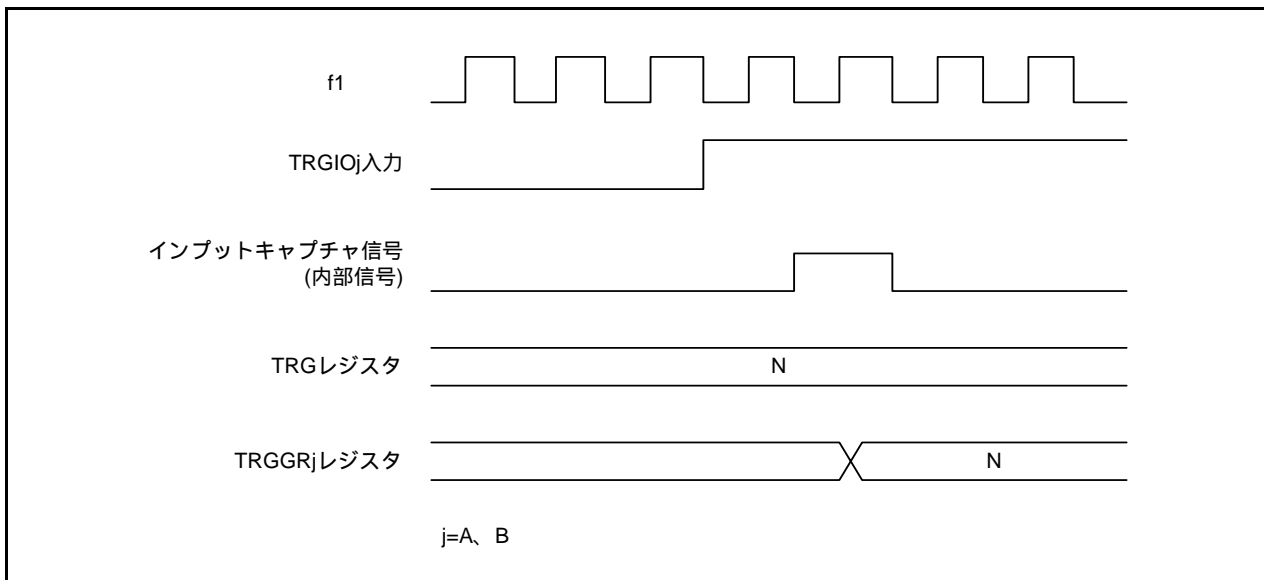 f1
TRGIOj入力
インプットキャプチャ信号
(内部信号)
TRGレジスタ
N
TRGGRjレジスタ
N
j=A、B